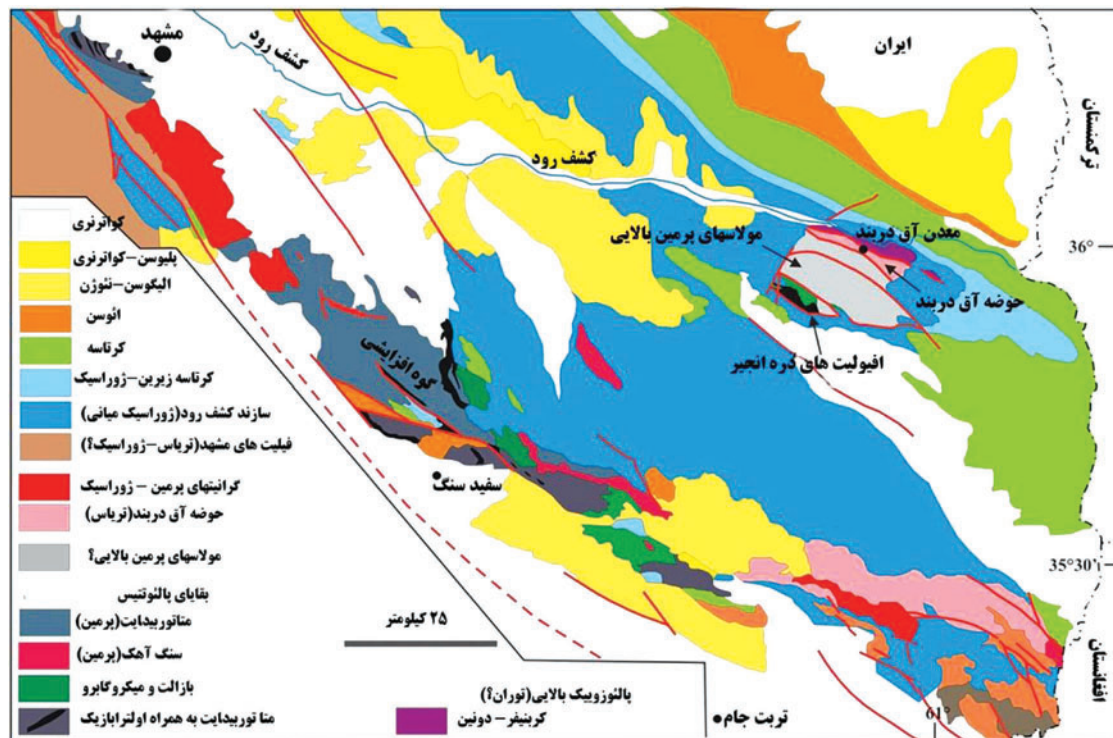 مشهد
کشف رود
ایران
ترکمنستان
کشف رود
معدن آق دربند
مولاسهای پرمین بالایی
36°
حوضه آق دربند
افیولیت های دره انجیر
گوه افزایشی
سفید سنگ
35°30'
افغانستان
61°
تربت جام
۲۵ کیلومتر
کواترنری
پلیوسن-کواترنری
الیگوسن-نئوژن
ائوسن
کرتاسه
کرتاسه زیرین-ژوراسیک
سازند کشف رود(ژوراسیک میانی)
فیلیت های مشهد(تریاس-ژوراسیک؟)
گرانیتهای پرمین - ژوراسیک
حوضه آق دربند(تریاس)
مولاسهای پرمین بالایی؟
بقایای پالئوتتیس
متاتوربیدایت(پرمین)
سنگ آهک(پرمین)
بازالت و میکروگابرو
متا توربیدایت به همراه اولترابازیک
پالئوزوییک بالایی(توران؟)
کربنیفر - دونین